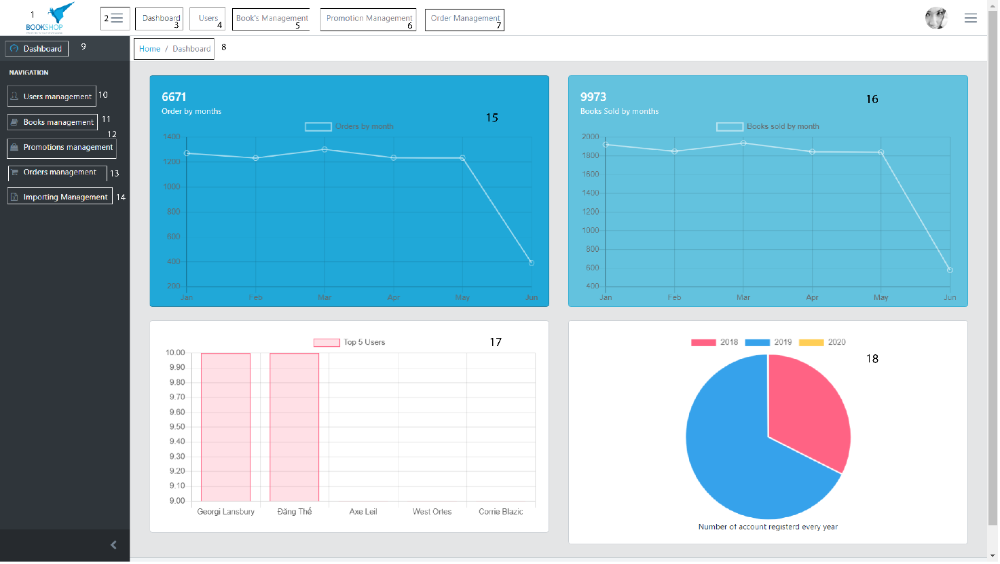 1
BOOKSHOP
2
Dashboard
3
Users
4
Book's Management
5
Promotion Management
6
Order Management
7
Dashboard
9
Home / Dashboard
8
NAVIGATION
Users management
10
Books management
11
12
Promotions management
Orders management
13
Importing Management
14
6671
Order by months
15
Orders by month
1400
1200
1000
800
600
400
200
Jan Feb Mar Apr May Jun
9973
Books Sold by months
16
Books sold by month
2000
1800
1600
1400
1200
1000
800
600
400
Jan Feb Mar Apr May Jun
Top 5 Users
17
10.00
9.90
9.80
9.70
9.60
9.50
9.40
9.30
9.20
9.10
9.00
Georgi Lansbury Đăng Thế Axe Leil West Ortes Corrie Blazic
2018 2019 2020
18
Number of account registerd every year